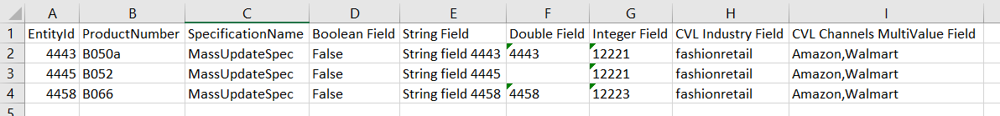 A B C D E F G H I
1 EntityId ProductNumber SpecificationName Boolean Field String Field Double Field Integer Field CVL Industry Field CVL Channels MultiValue Field
2 4443 B050a MassUpdateSpec False String field 4443 4443 12221 fashionretail Amazon,Walmart
3 4445 B052 MassUpdateSpec False String field 4445 12221 fashionretail Amazon,Walmart
4 4458 B066 MassUpdateSpec False String field 4458 4458 12223 fashionretail Amazon,Walmart
5